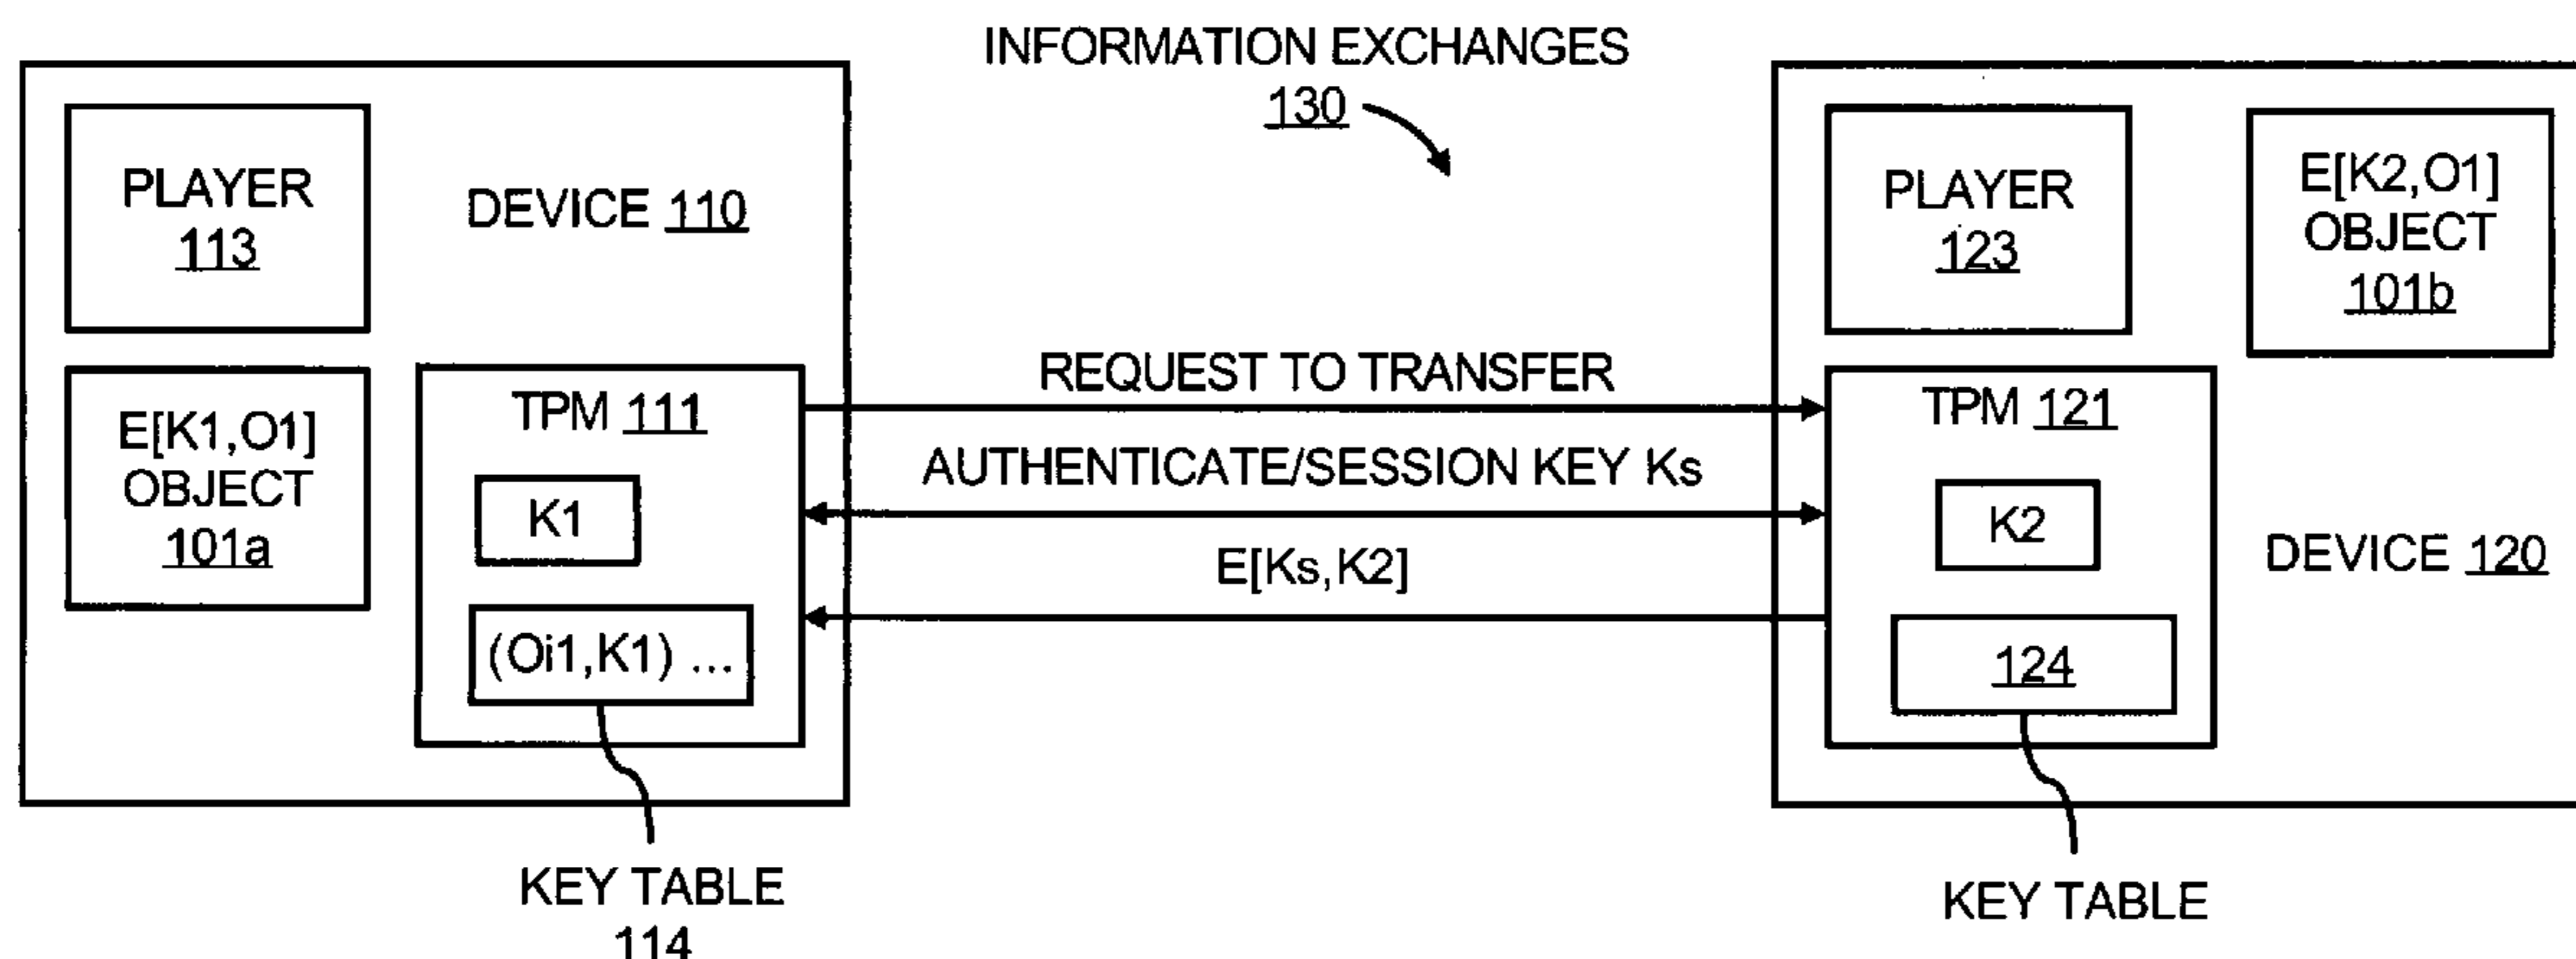 INFORMATION EXCHANGES
130
PLAYER
113
DEVICE 110
E[K1,O1]
OBJECT
101a
TPM 111
K1
(Oi1,K1) ...
KEY TABLE
114
REQUEST TO TRANSFER
AUTHENTICATE/SESSION KEY Ks
E[Ks,K2]
PLAYER
123
E[K2,O1]
OBJECT
101b
TPM 121
K2
124
DEVICE 120
KEY TABLE